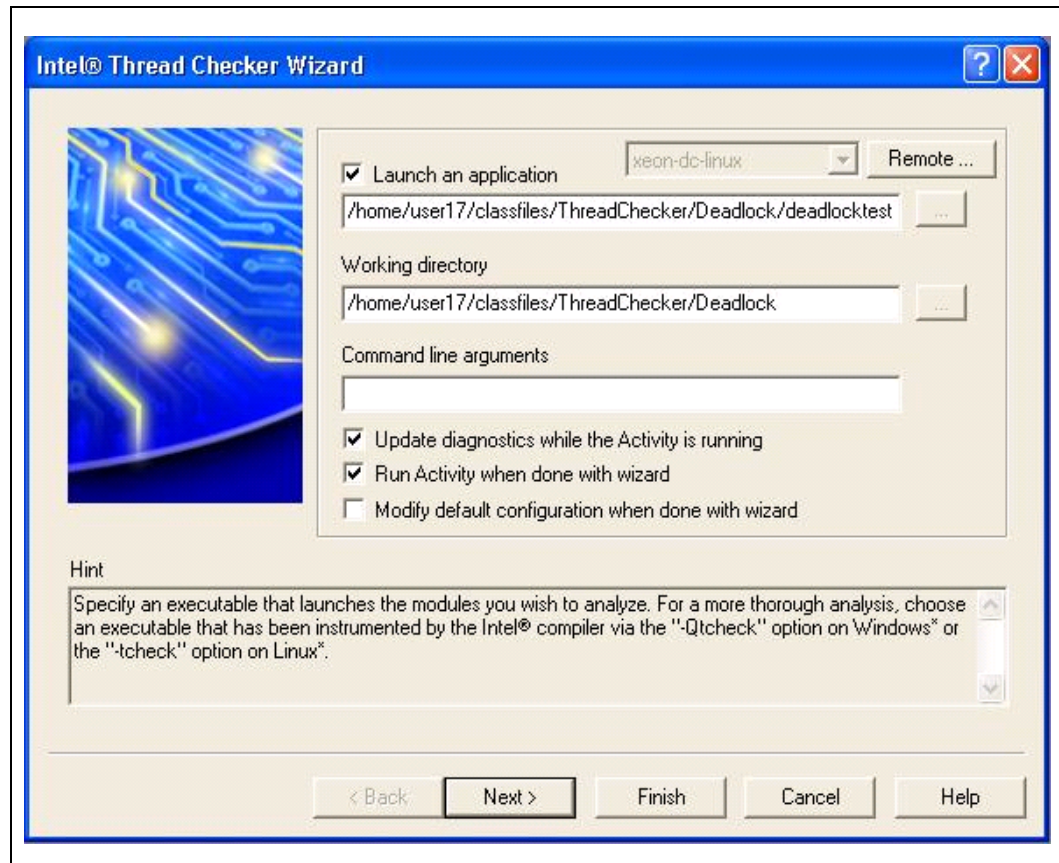 Intel® Thread Checker Wizard
xeon-dc-linux
Remote ...
Launch an application
/home/user17/classfiles/ThreadChecker/Deadlock/deadlocktest
...
Working directory
/home/user17/classfiles/ThreadChecker/Deadlock
...
Command line arguments
Update diagnostics while the Activity is running
Run Activity when done with wizard
Modify default configuration when done with wizard
Hint
Specify an executable that launches the modules you wish to analyze. For a more thorough analysis, choose
an executable that has been instrumented by the Intel® compiler via the "-Qtcheck" option on Windows* or
the "-tcheck" option on Linux*.
< Back
Next >
Finish
Cancel
Help